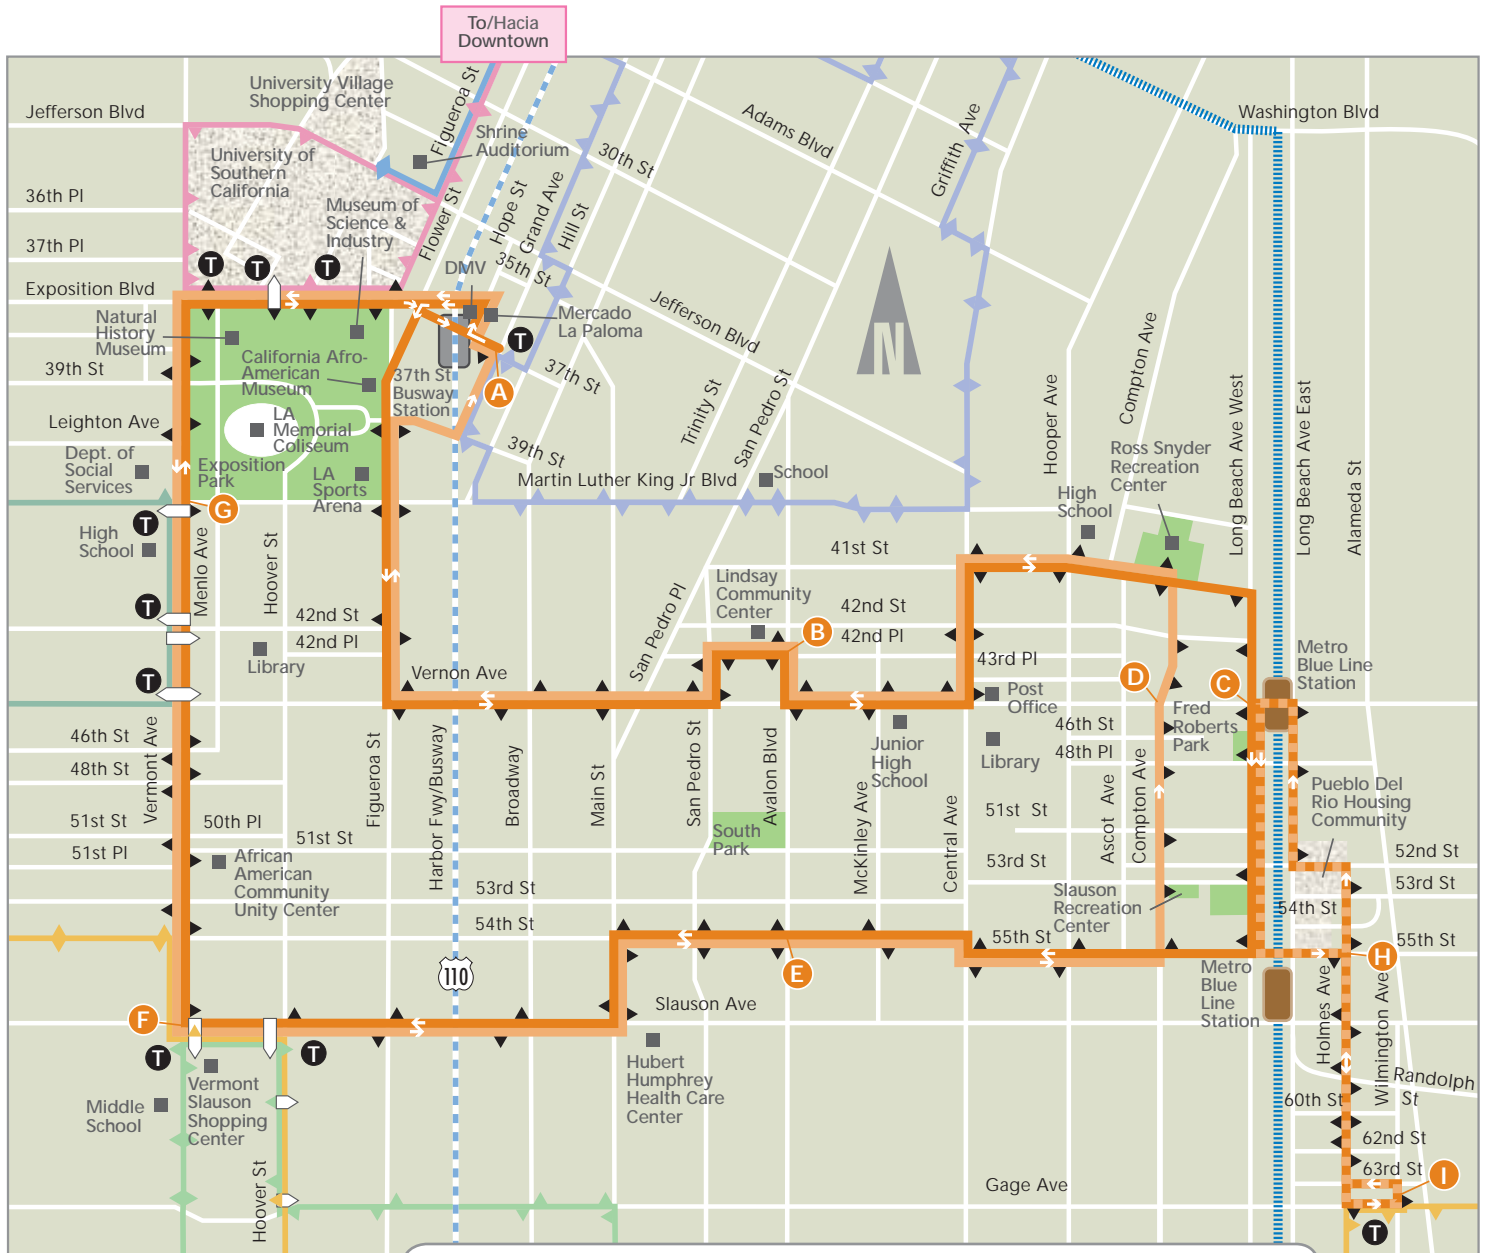 To/Hacia
Downtown
University Village
Shopping Center
Figueroa St
Jefferson Blvd
Shrine
Auditorium
Adams Blvd
Griffith Ave
Washington Blvd
University of
Southern
California
30th St
36th Pl
Museum of
Science &
Industry
Flower St
Hope St
Grand Ave
Hill St
37th Pl
T
T
T
DMV
35th St
Exposition Blvd
Natural
History
Museum
Mercado
La Paloma
Jefferson Blvd
N
T
39th St
California Afro-
American
Museum
37th St
Busway
Station
A
37th St
Trinity St
San Pedro St
Hooper Ave
Compton Ave
Long Beach Ave West
Long Beach Ave East
Alameda St
Leighton Ave
LA
Memorial
Coliseum
39th St
Dept. of
Social
Services
Exposition
Park
LA
Sports
Arena
Martin Luther King Jr Blvd
School
Ross Snyder
Recreation
Center
High
School
G
T
High
School
Menlo Ave
Hoover St
41st St
Lindsay
Community
Center
San Pedro Pl
T
42nd St
42nd Pl
42nd St
42nd Pl
B
Library
43rd Pl
Metro
Blue Line
Station
T
Vernon Ave
Post
Office
D
C
Vermont Ave
Figueroa St
Harbor Fwy/Busway
Broadway
Main St
San Pedro St
Avalon Blvd
McKinley Ave
Central Ave
Ascot Ave
Compton Ave
46th St
48th St
Junior
High
School
Library
46th St
48th Pl
Fred
Roberts
Park
Pueblo Del
Rio Housing
Community
51st St
50th Pl
51st St
51st St
51st Pl
South
Park
African
American
Community
Unity Center
53rd St
54th St
53rd St
Slauson
Recreation
Center
52nd St
53rd St
54th St
55th St
55th St
H
E
110
Metro
Blue
Line
Station
F
Slauson Ave
Holmes Ave
Wilmington Ave
T
T
Vermont
Slauson
Shopping
Center
Middle
School
Hubert
Humphrey
Health Care
Center
Randolph
St
60th St
62nd St
63rd St
I
Hoover St
Gage Ave
T